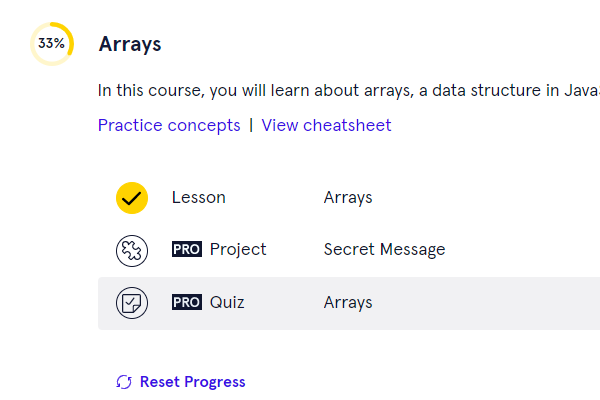 33% Arrays
In this course, you will learn about arrays, a data structure in
Practice concepts | View cheatsheet
Lesson Arrays
PRO Project Secret Message
PRO Quiz Arrays
Reset Progress